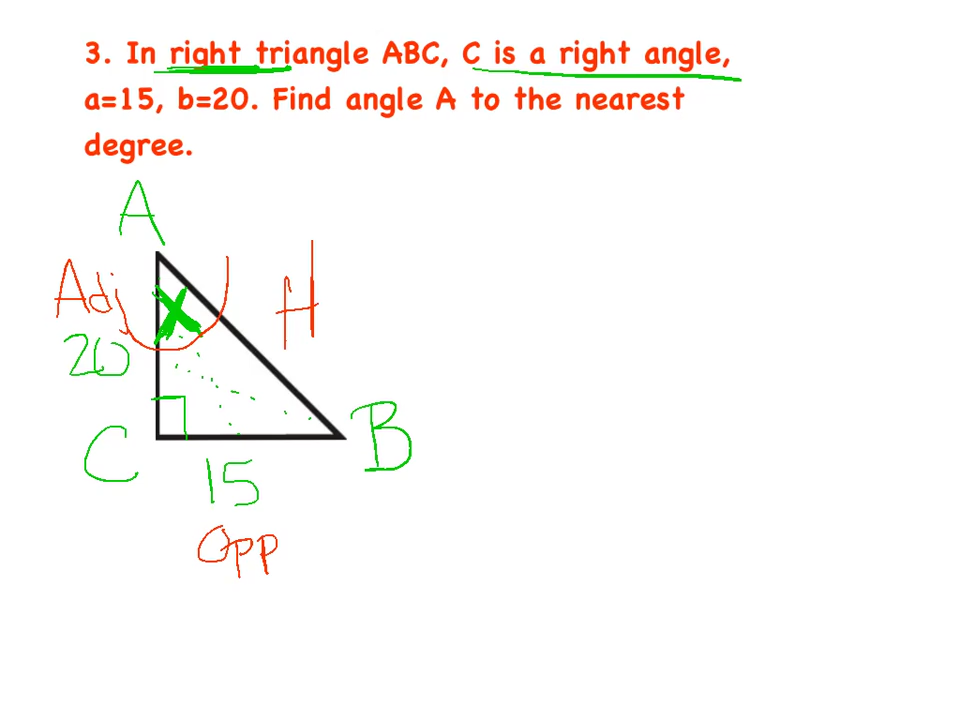 3. In right triangle ABC, C is a right angle,
a=15, b=20. Find angle A to the nearest
degree.
A
Adj
H
X
20
C
B
15
Opp